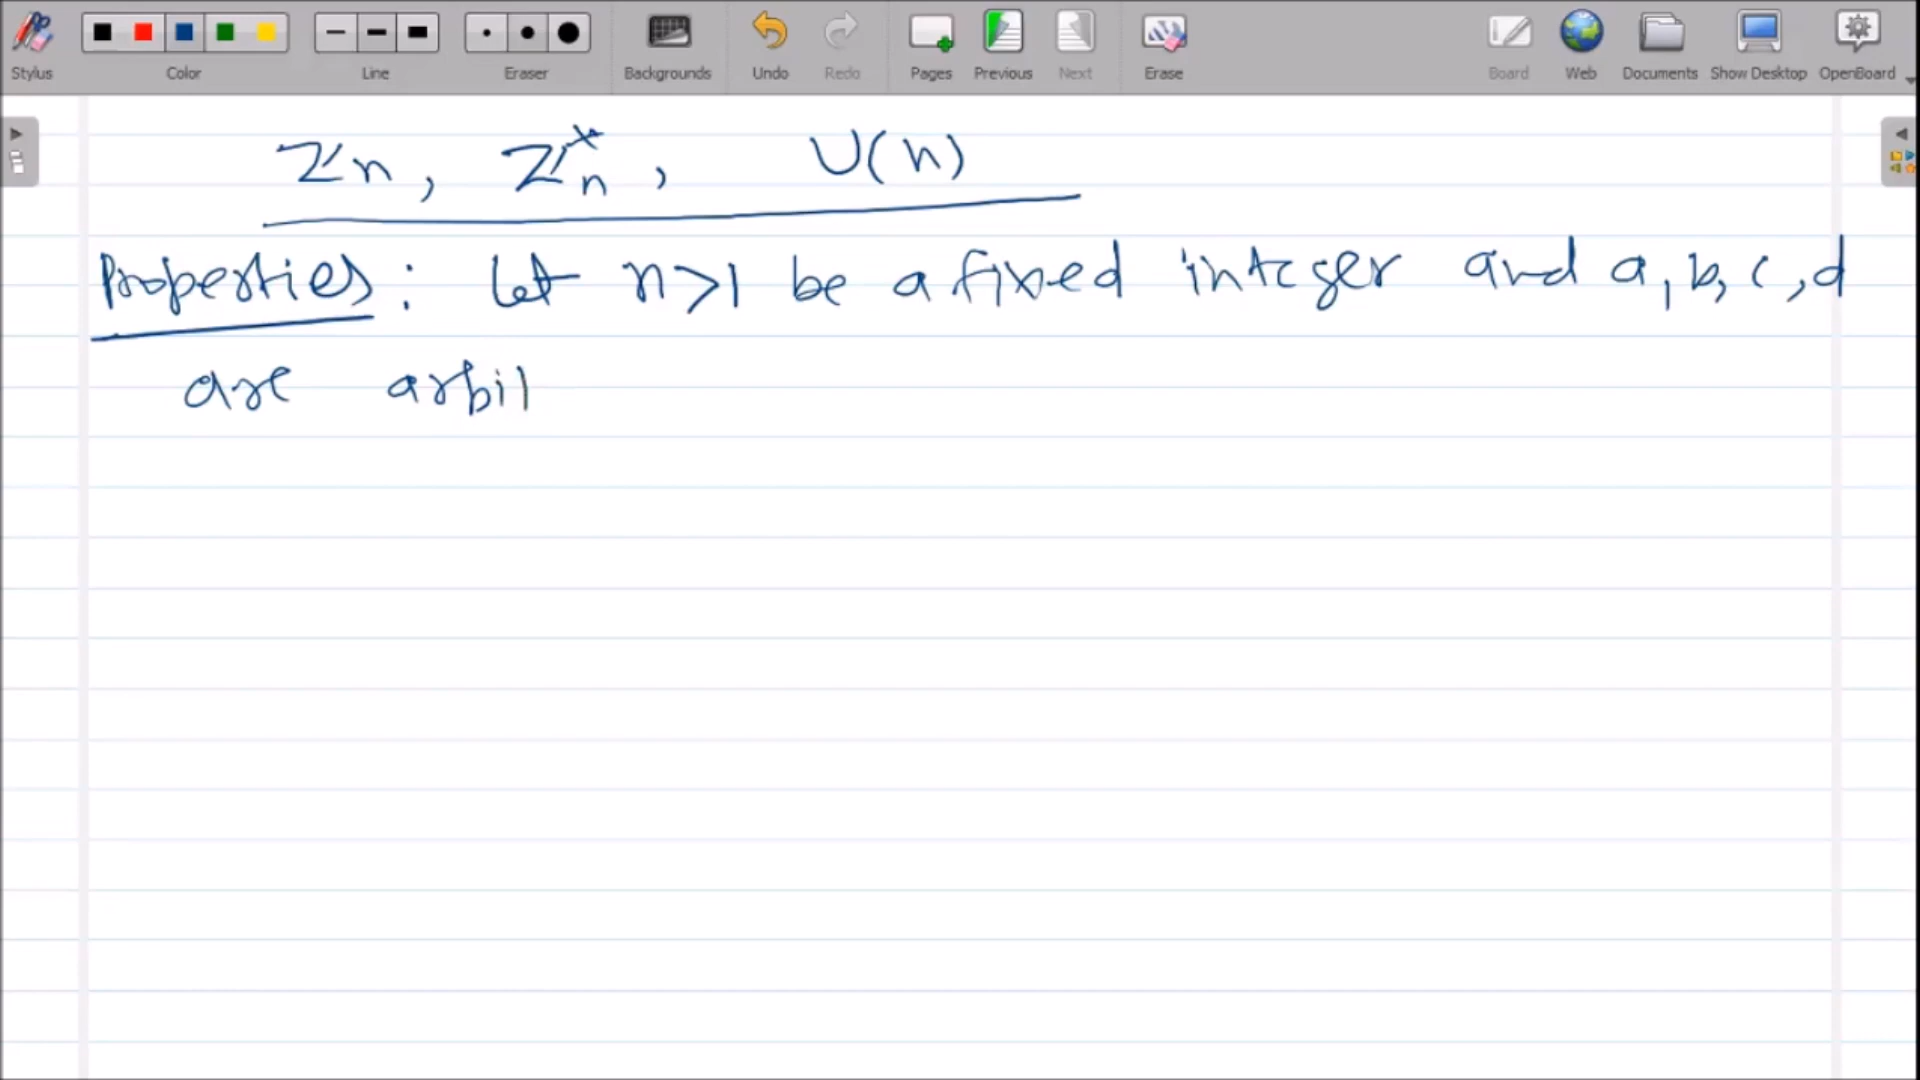 Stylus Color Line Eraser Backgrounds Undo Redo Pages Previous Next Erase Board Web Documents Show Desktop OpenBoard
Zn, Z*n, U(n)
Properties: Let n>1 be a fixed integer and a, b, c, d
are arbil